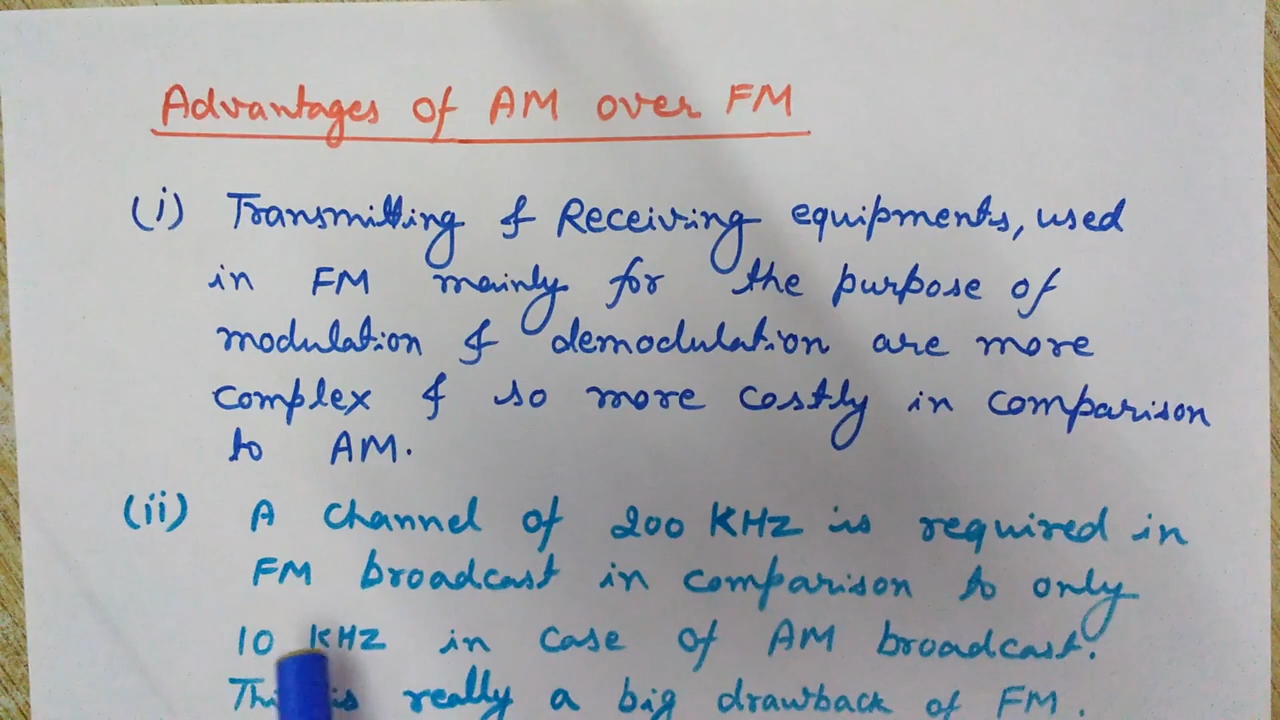 Advantages of AM over FM
(i) Transmitting & Receiving equipments, used
in FM mainly for the purpose of
modulation & demodulation are more
complex & so more costly in comparison
to AM.
(ii) A channel of 200 KHz is required in
FM broadcast in comparison to only
10 KHz in case of AM broadcast.
This is really a big drawback of FM.